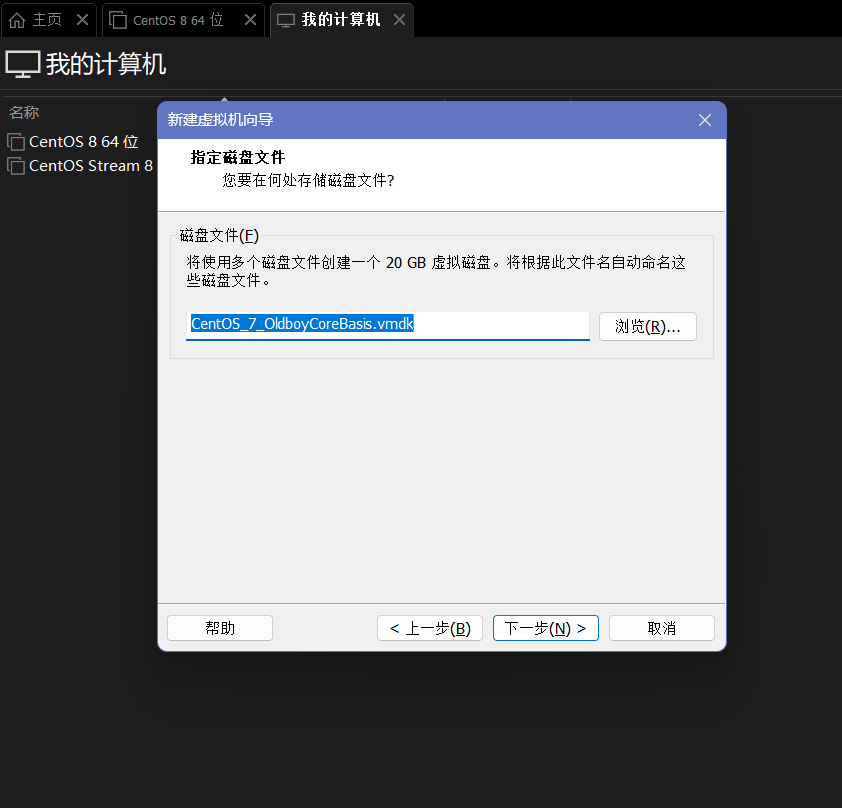 主页
CentOS 8 64 位
我的计算机
我的计算机
名称
CentOS 8 64 位
CentOS Stream 8
新建虚拟机向导
指定磁盘文件
您要在何处存储磁盘文件?
磁盘文件(F)
将使用多个磁盘文件创建一个 20 GB 虚拟磁盘。将根据此文件名自动命名这
些磁盘文件。
CentOS_7_OldboyCoreBasis.vmdk
浏览(R)...
帮助
< 上一步(B)
下一步(N) >
取消